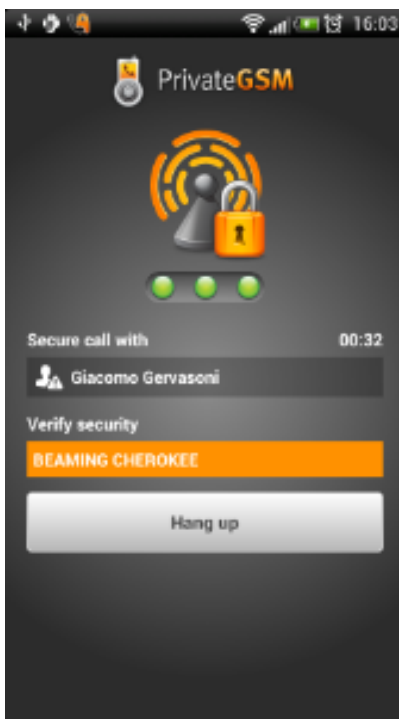 16:03
PrivateGSM
Secure call with 00:32
Giacomo Gervasoni
Verify security
BEAMING CHEROKEE
Hang up